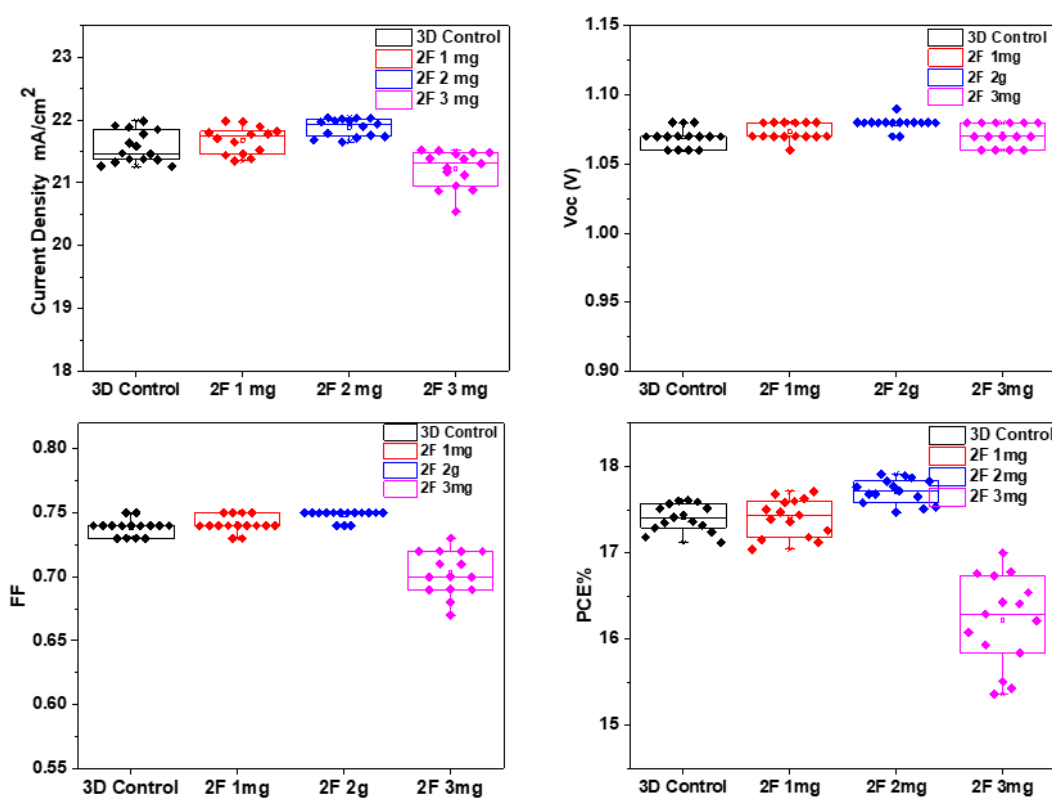 Current Density mA/cm²
23
22
21
20
19
18
3D Control
2F 1 mg
2F 2 mg
2F 3 mg
3D Control 2F 1 mg 2F 2 mg 2F 3 mg
Voc (V)
1.15
1.10
1.05
1.00
0.95
0.90
3D Control
2F 1mg
2F 2g
2F 3mg
3D Control 2F 1mg 2F 2g 2F 3mg
FF
0.80
0.75
0.70
0.65
0.60
0.55
3D Control
2F 1mg
2F 2g
2F 3mg
3D Control 2F 1mg 2F 2g 2F 3mg
PCE%
18
17
16
15
3D Control
2F 1mg
2F 2mg
2F 3mg
3D Control 2F 1mg 2F 2mg 2F 3mg